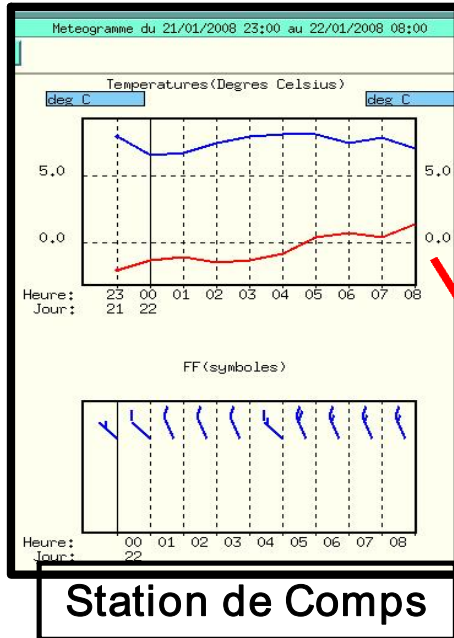 Meteogramme du 21/01/2008 23:00 au 22/01/2008 08:00
Temperatures(Degres Celsius)
deg C deg C
5.0 5.0
0.0 0.0
Heure: 23 00 01 02 03 04 05 06 07 08
Jour: 21 22
FF(symboles)
Heure: 00 01 02 03 04 05 06 07 08
Jour: 22
Station de Comps